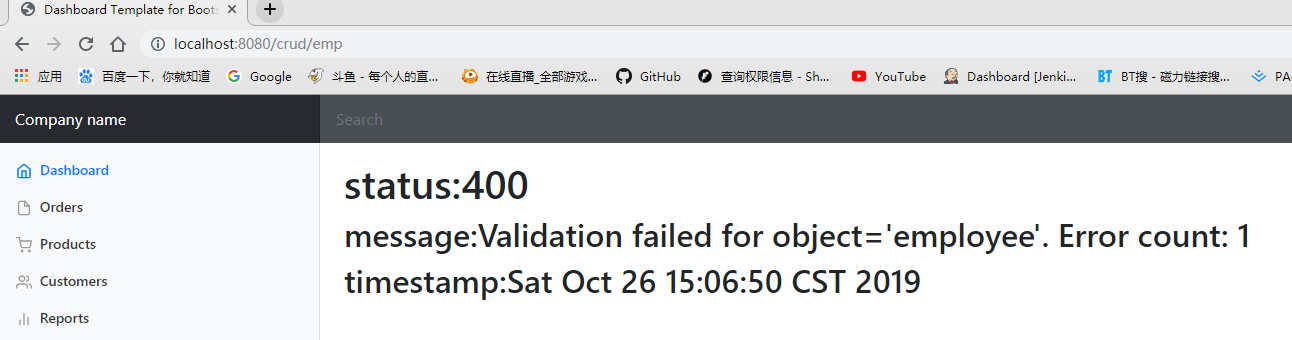 Dashboard Template for Boots
localhost:8080/crud/emp
应用 百度一下，你就知道 Google 斗鱼 - 每个人的直... 在线直播_全部游戏... GitHub 查询权限信息 - Sh... YouTube Dashboard [Jenki... BT搜 - 磁力链接搜... PA
Company name Search
Dashboard
Orders
Products
Customers
Reports
status:400
message:Validation failed for object='employee'. Error count: 1
timestamp:Sat Oct 26 15:06:50 CST 2019